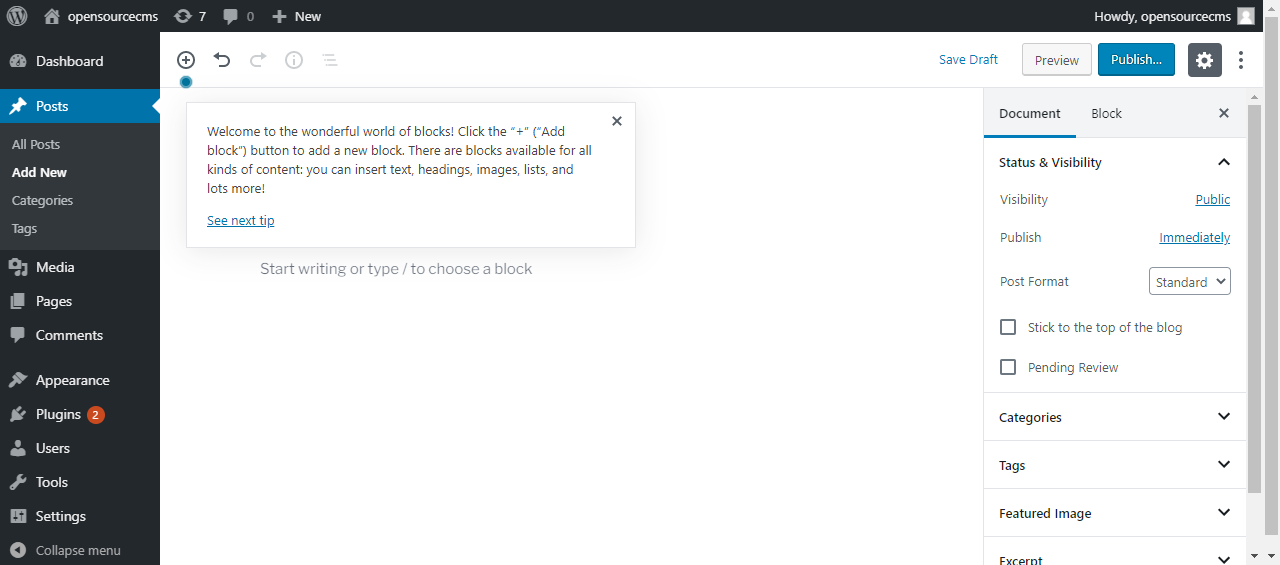 opensourcecms 7 0 New Howdy, opensourcecms
Dashboard
Posts
All Posts
Add New
Categories
Tags
Media
Pages
Comments
Appearance
Plugins 2
Users
Tools
Settings
Collapse menu
Save Draft Preview Publish...
Welcome to the wonderful world of blocks! Click the “+” (“Add
block”) button to add a new block. There are blocks available for all
kinds of content: you can insert text, headings, images, lists, and
lots more!
See next tip
Start writing or type / to choose a block
Document Block
Status & Visibility
Visibility Public
Publish Immediately
Post Format Standard
Stick to the top of the blog
Pending Review
Categories
Tags
Featured Image
Excerpt